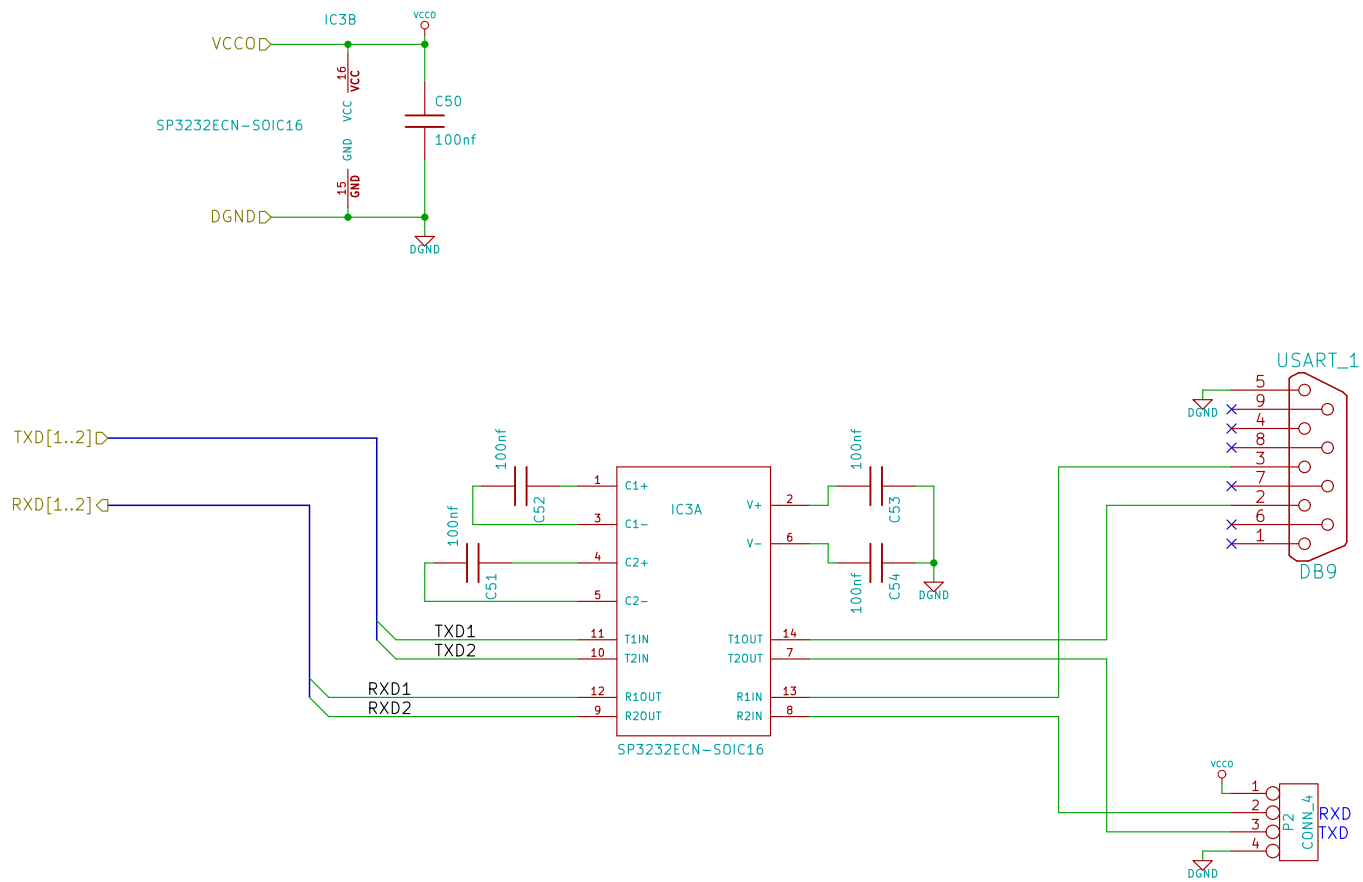 IC3B
VCCO
VCCO
16
VCC
VCC
C50
100nf
SP3232ECN-SOIC16
GND
15
GND
DGND
DGND
USART_1
5
DGND
9
4
8
3
7
2
6
1
DB9
TXD[1..2]
RXD[1..2]
100nf
C52
100nf
C51
1
3
4
5
11
10
12
9
C1+
C1-
C2+
C2-
T1IN
T2IN
R1OUT
R2OUT
IC3A
V+
V-
T1OUT
T2OUT
R1IN
R2IN
2
6
14
7
13
8
100nf
C53
100nf
C54
DGND
TXD1
TXD2
RXD1
RXD2
SP3232ECN-SOIC16
VCCO
1
2
3
4
P2
CONN_4
RXD
TXD
DGND